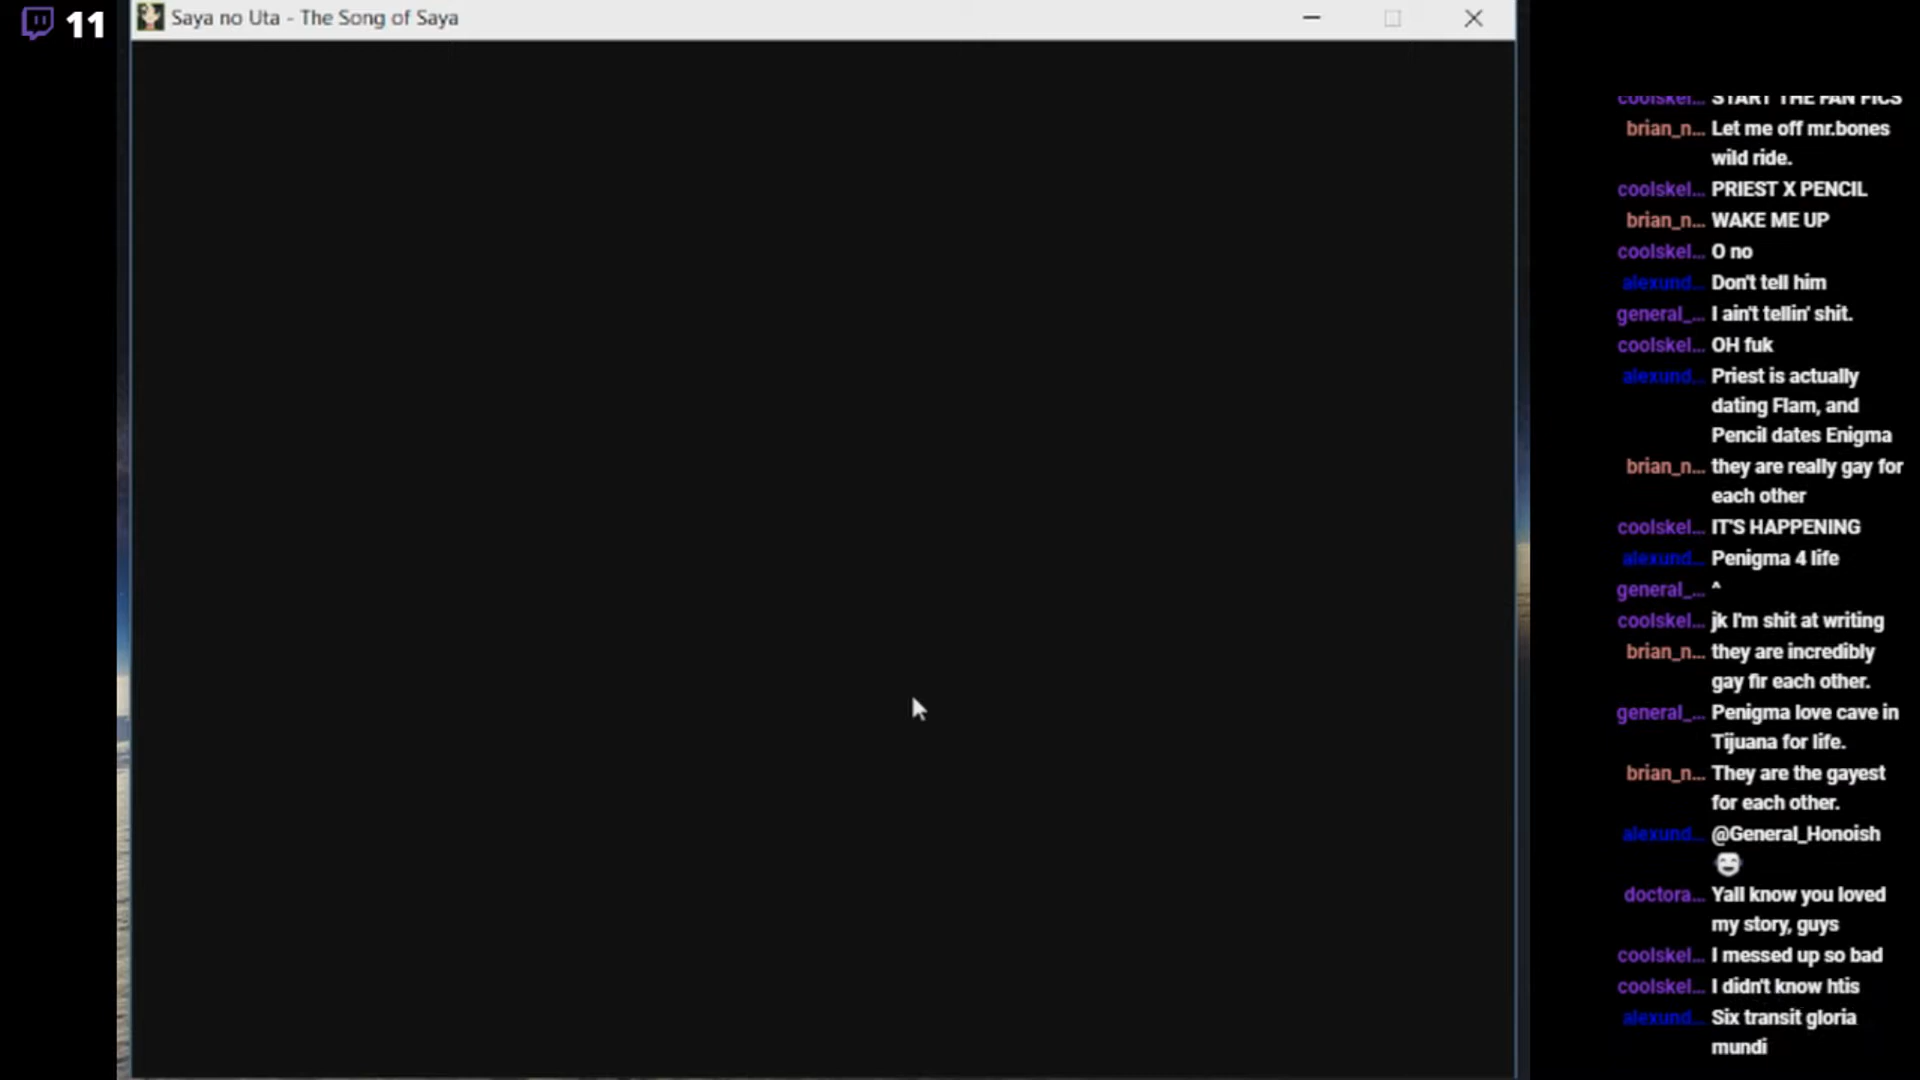 11
Saya no Uta - The Song of Saya
coolskel... START THE FAN FICS
brian_n... Let me off mr.bones
wild ride.
coolskel... PRIEST X PENCIL
brian_n... WAKE ME UP
coolskel... O no
alexund... Don't tell him
general_... I ain't tellin' shit.
coolskel... OH fuk
alexund... Priest is actually
dating Flam, and
Pencil dates Enigma
brian_n... they are really gay for
each other
coolskel... IT'S HAPPENING
alexund... Penigma 4 life
general_... ^
coolskel... jk I'm shit at writing
brian_n... they are incredibly
gay fir each other.
general_... Penigma love cave in
Tijuana for life.
brian_n... They are the gayest
for each other.
alexund... @General_Honoish
doctora... Yall know you loved
my story, guys
coolskel... I messed up so bad
coolskel... I didn't know htis
alexund... Six transit gloria
mundi